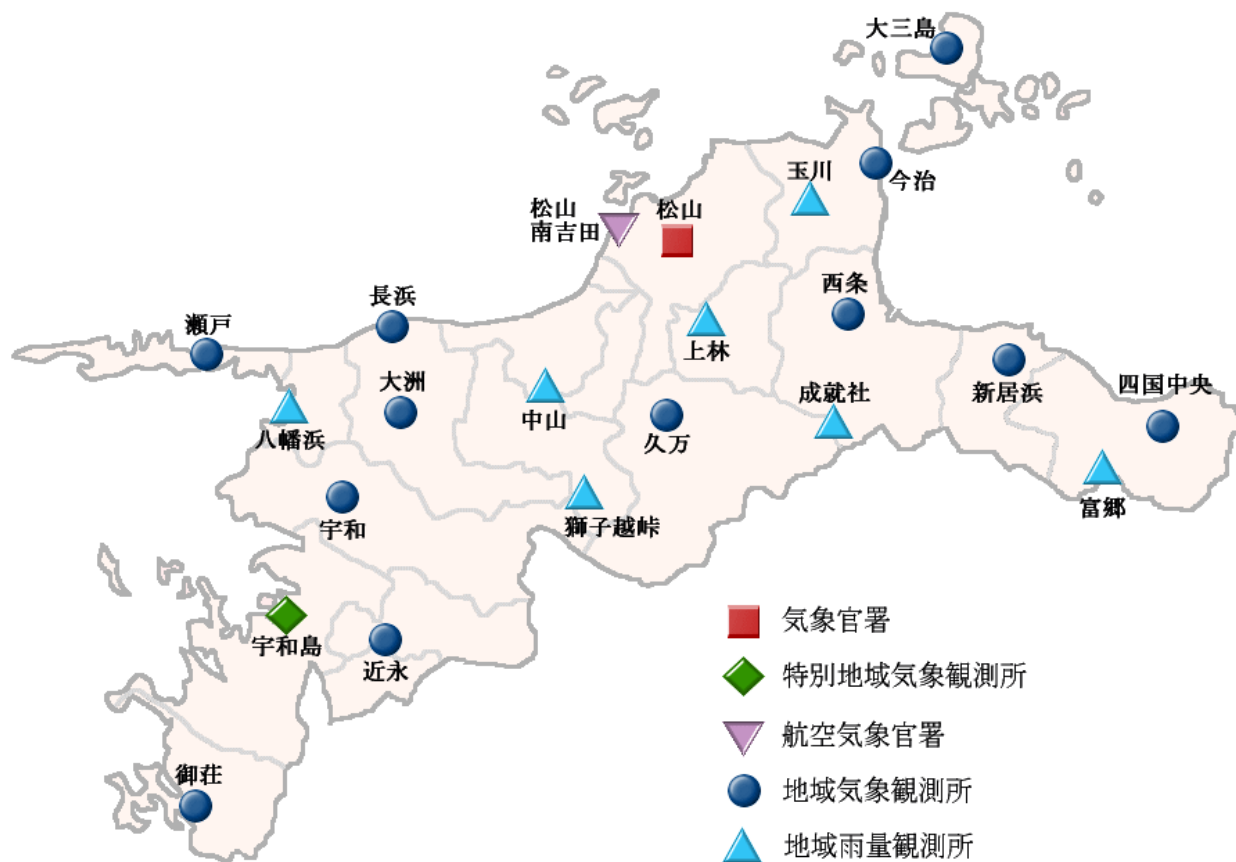 大三島
玉川
今治
松山
南吉田
松山
西条
長浜
瀬戸
上林
大洲
新居浜
四国中央
成就社
八幡浜
中山
久万
富郷
宇和
獅子越峠
宇和島
近永
御荘
気象官署
特別地域気象観測所
航空気象官署
地域気象観測所
地域雨量観測所